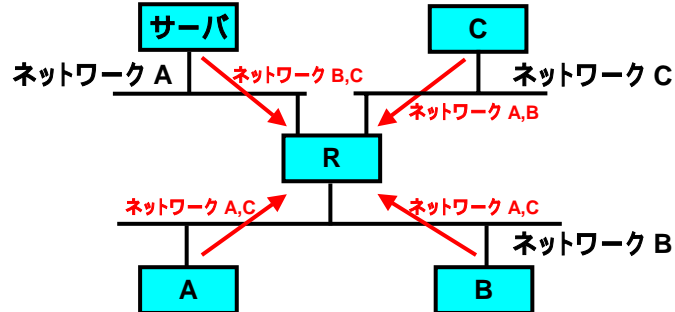 サーバ
C
ネットワーク A
ネットワーク B,C
ネットワーク C
ネットワーク A,B
R
ネットワーク A,C
ネットワーク A,C
ネットワーク B
A
B